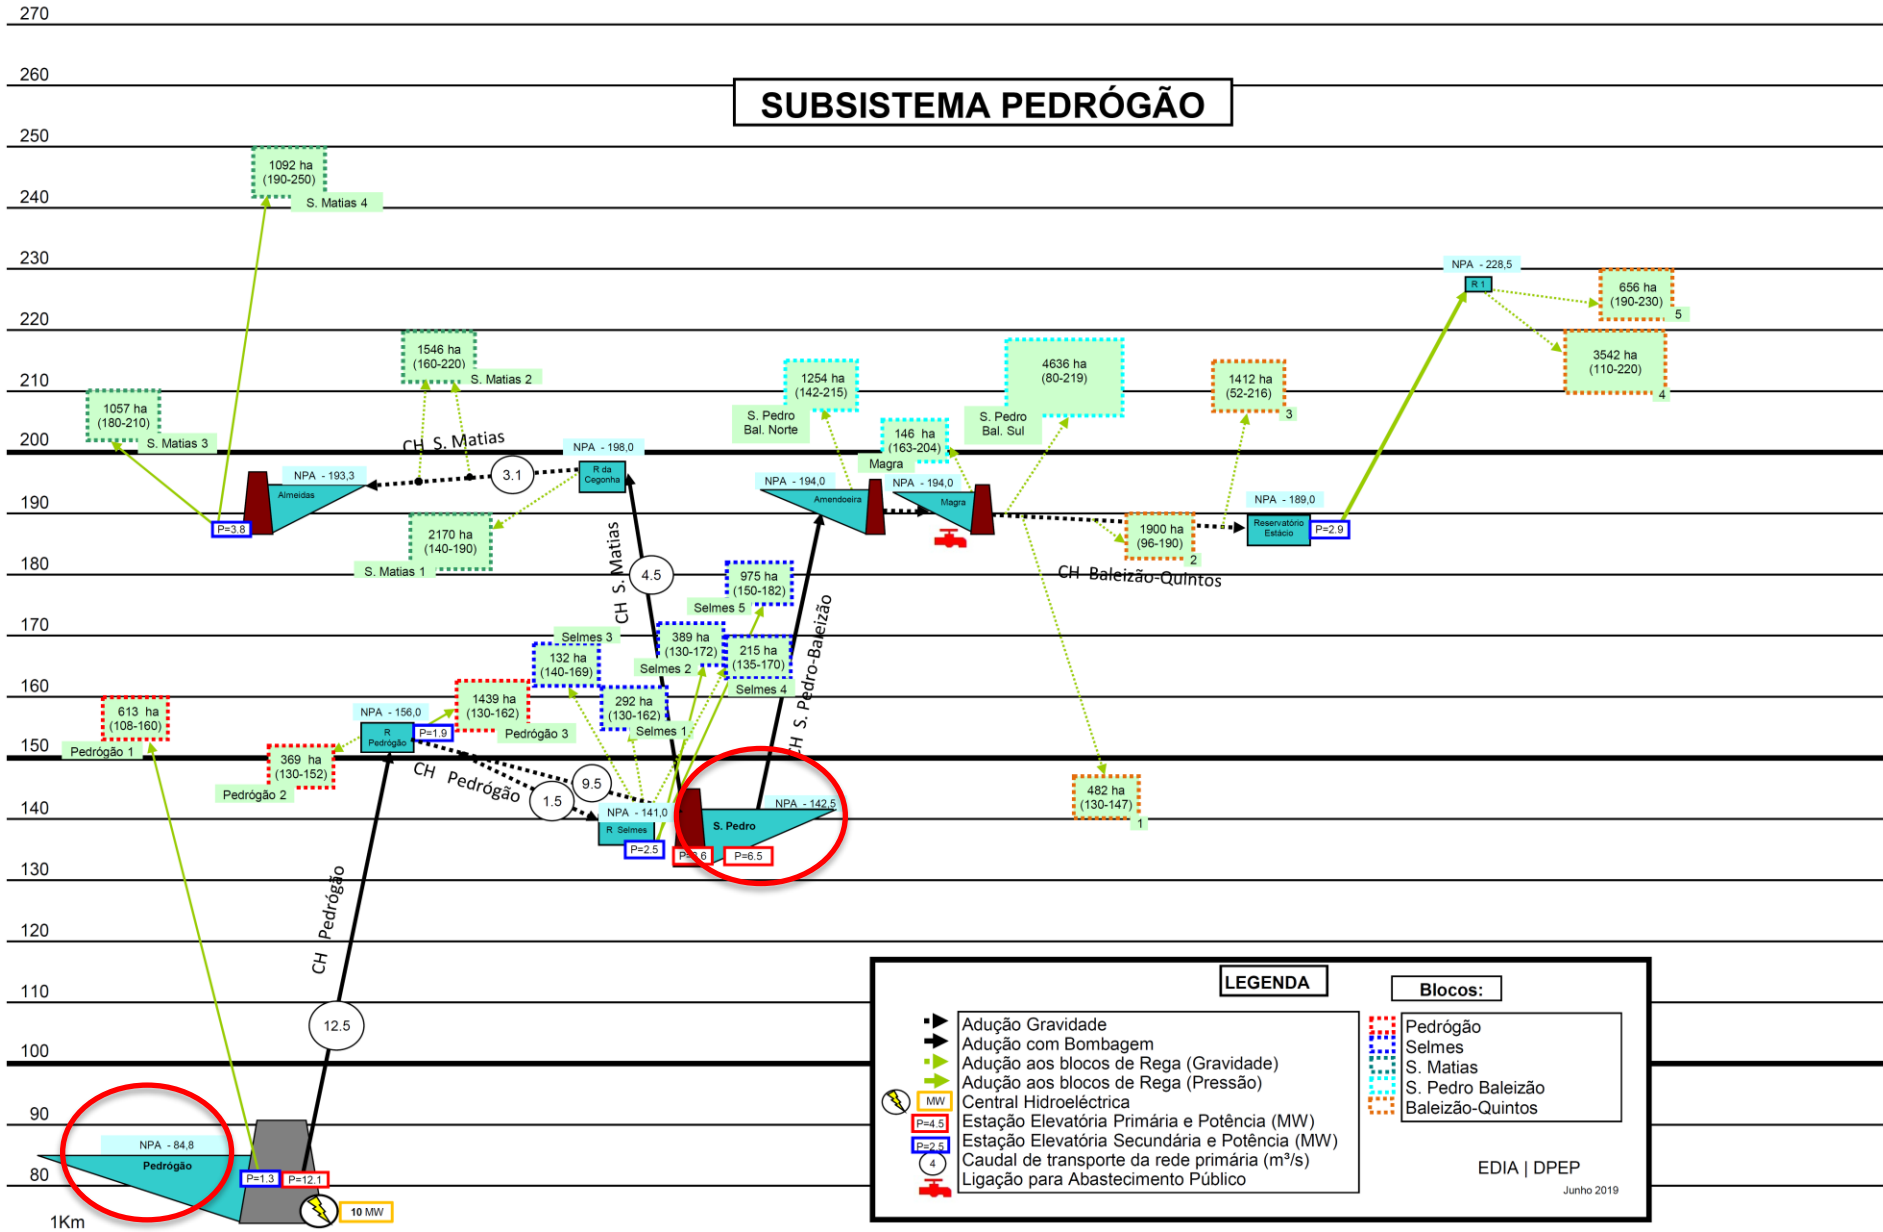 270
260
SUBSISTEMA PEDRÓGÃO
250
1092 ha
(190-250)
S. Matias 4
240
230
NPA - 228,5
R 1
656 ha
(190-230)
5
220
1546 ha
(160-220)
S. Matias 2
1254 ha
(142-215)
S. Pedro
Bal. Norte
4636 ha
(80-219)
S. Pedro
Bal. Sul
1412 ha
(52-216)
3
3542 ha
(110-220)
4
210
1057 ha
(180-210)
S. Matias 3
146 ha
(163-204)
Magra
200
CH S. Matias
NPA - 198,0
R da
Cegonha
3.1
NPA - 193,3
Almeidas
P=3.8
NPA - 194,0
Amendoeira
NPA - 194,0
Magra
NPA - 189,0
Reservatório
Estácio
P=2.9
190
2170 ha
(140-190)
S. Matias 1
CH S. Matias
4.5
1900 ha
(96-190)
2
CH Baleizão-Quintos
180
975 ha
(150-182)
Selmes 5
CH S. Pedro-Baleizão
170
Selmes 3
132 ha
(140-169)
389 ha
(130-172)
Selmes 2
215 ha
(135-170)
Selmes 4
160
613 ha
(108-160)
Pedrógão 1
NPA - 156,0
R
Pedrógão
P=1.9
1439 ha
(130-162)
Pedrógão 3
292 ha
(130-162)
Selmes 1
150
369 ha
(130-152)
Pedrógão 2
CH Pedrógão
9.5
1.5
482 ha
(130-147)
1
140
NPA - 141,0
R Selmes
P=2.5
NPA - 142,5
S. Pedro
P=6.5
130
CH Pedrógão
120
110
12.5
100
90
NPA - 84,8
Pedrógão
P=1.3
P=12.1
80
10 MW
1Km
LEGENDA
Adução Gravidade
Adução com Bombagem
Adução aos blocos de Rega (Gravidade)
Adução aos blocos de Rega (Pressão)
MW
Central Hidroeléctrica
P=4.5
Estação Elevatória Primária e Potência (MW)
P=2.5
Estação Elevatória Secundária e Potência (MW)
4
Caudal de transporte da rede primária (m³/s)
Ligação para Abastecimento Público
Blocos:
Pedrógão
Selmes
S. Matias
S. Pedro Baleizão
Baleizão-Quintos
EDIA | DPEP
Junho 2019